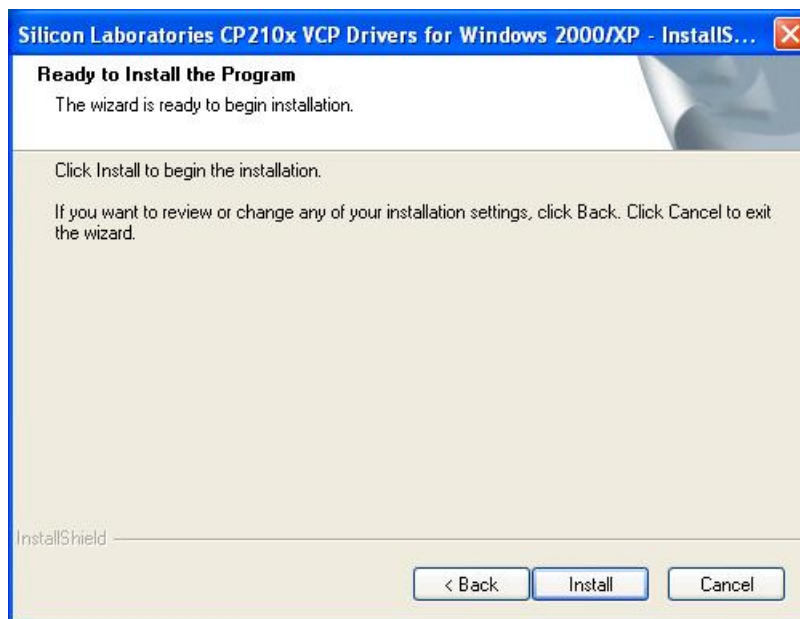 Silicon Laboratories CP210x VCP Drivers for Windows 2000/XP - InstallS...
Ready to Install the Program
The wizard is ready to begin installation.
Click Install to begin the installation.
If you want to review or change any of your installation settings, click Back. Click Cancel to exit
the wizard.
InstallShield
< Back Install Cancel